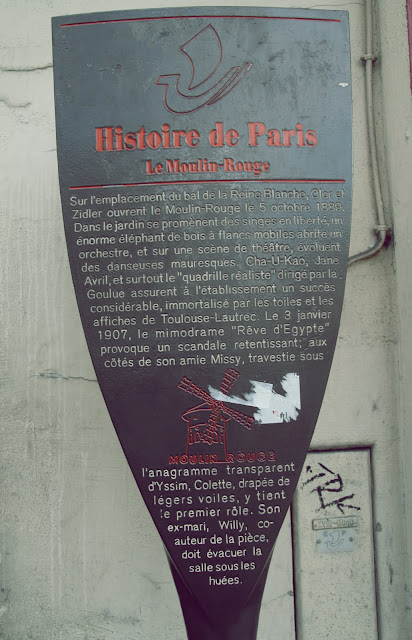 Histoire de Paris
Le Moulin-Rouge
Sur l'emplacement du bal de la Reine Blanche, Oler et
Zidler ouvrent le Moulin-Rouge le 5 octobre 1889.
Dans le jardin se promènent des singes en liberté, un
énorme éléphant de bois à flancs mobiles abrite un
orchestre, et sur une scène de théâtre, évoluent
des danseuses mauresques. Cha-U-Kao, Jane
Avril, et surtout le "quadrille réaliste" dirigé par la
Goulue assurent à l'établissement un succès
considérable, immortalisé par les toiles et les
affiches de Toulouse-Lautrec. Le 3 janvier
1907, le mimodrame "Rêve d'Egypte"
provoque un scandale retentissant; aux
côtés de son amie Missy, travestie sous
MOULIN ROUGE
l'anagramme transparent
d'Yssim, Colette, drapée de
légers voiles, y tient
le premier rôle. Son
ex-mari, Willy, co-
auteur de la pièce,
doit évacuer la
salle sous les
huées.